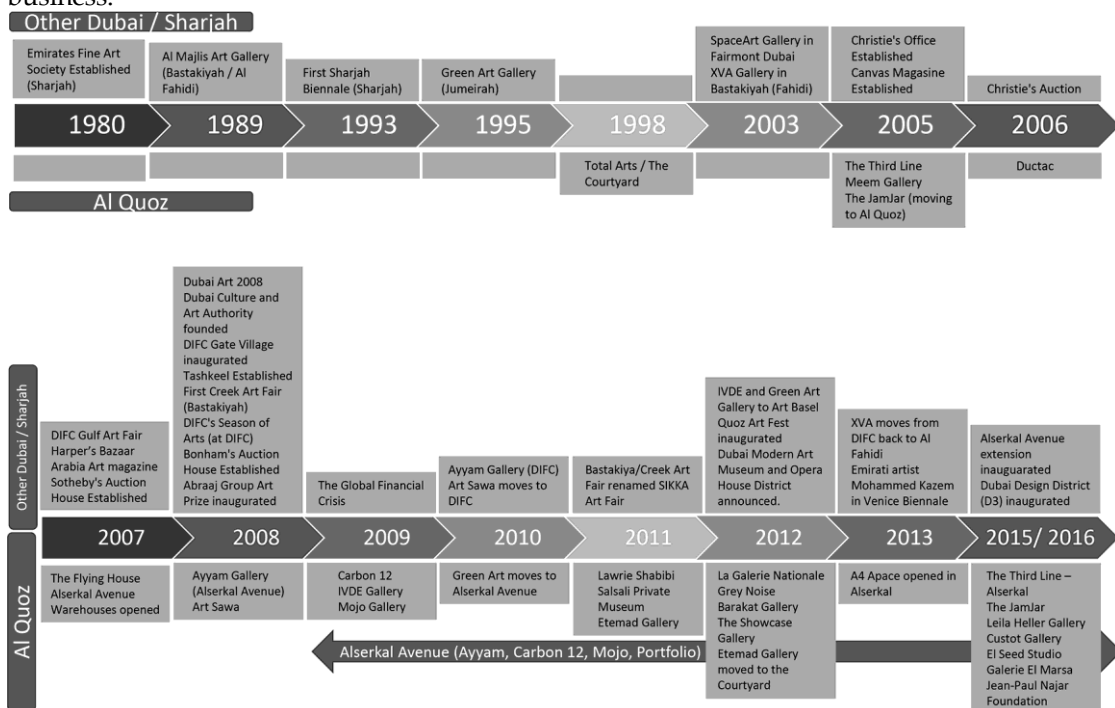 business.
Other Dubai / Sharjah
Emirates Fine Art
Society Established
(Sharjah)
Al Majlis Art Gallery
(Bastakiyah / Al
Fahidi)
First Sharjah
Biennale (Sharjah)
Green Art Gallery
(Jumeirah)
SpaceArt Gallery in
Fairmont Dubai
XVA Gallery in
Bastakiyah (Fahidi)
Christie's Office
Established
Canvas Magasine
Established
Christie's Auction
1980
1989
1993
1995
1998
2003
2005
2006
Total Arts / The
Courtyard
The Third Line
Meem Gallery
The JamJar (moving
to Al Quoz)
Ductac
Al Quoz
Other Dubai / Sharjah
DIFC Gulf Art Fair
Harper's Bazaar
Arabia Art magazine
Sotheby's Auction
House Established
Dubai Art 2008
Dubai Culture and
Art Authority
founded
DIFC Gate Village
inaugurated
Tashkeel Established
First Creek Art Fair
(Bastakiyah)
DIFC's Season of
Arts (at DIFC)
Bonham's Auction
House Established
Abraaj Group Art
Prize inaugurated
The Global Financial
Crisis
Ayyam Gallery (DIFC)
Art Sawa moves to
DIFC
Bastakiya/Creek Art
Fair renamed SIKKA
Art Fair
IVDE and Green Art
Gallery to Art Basel
Quoz Art Fest
inaugurated
Dubai Modern Art
Museum and Opera
House District
announced.
XVA moves from
DIFC back to Al
Fahidi
Emirati artist
Mohammed Kazem
in Venice Biennale
Alserkal Avenue
extension
inauguarated
Dubai Design District
(D3) inaugurated
2007
2008
2009
2010
2011
2012
2013
2015/ 2016
Al Quoz
The Flying House
Alserkal Avenue
Warehouses opened
Ayyam Gallery
(Alserkal Avenue)
Art Sawa
Carbon 12
IVDE Gallery
Mojo Gallery
Green Art moves to
Alserkal Avenue
Lawrie Shabibi
Salsali Private
Museum
Etemad Gallery
La Galerie Nationale
Grey Noise
Barakat Gallery
The Showcase
Gallery
Etemad Gallery
moved to the
Courtyard
A4 Apace opened in
Alserkal
The Third Line –
Alserkal
The JamJar
Leila Heller Gallery
Custot Gallery
El Seed Studio
Galerie El Marsa
Jean-Paul Najar
Foundation
Alserkal Avenue (Ayyam, Carbon 12, Mojo, Portfolio)